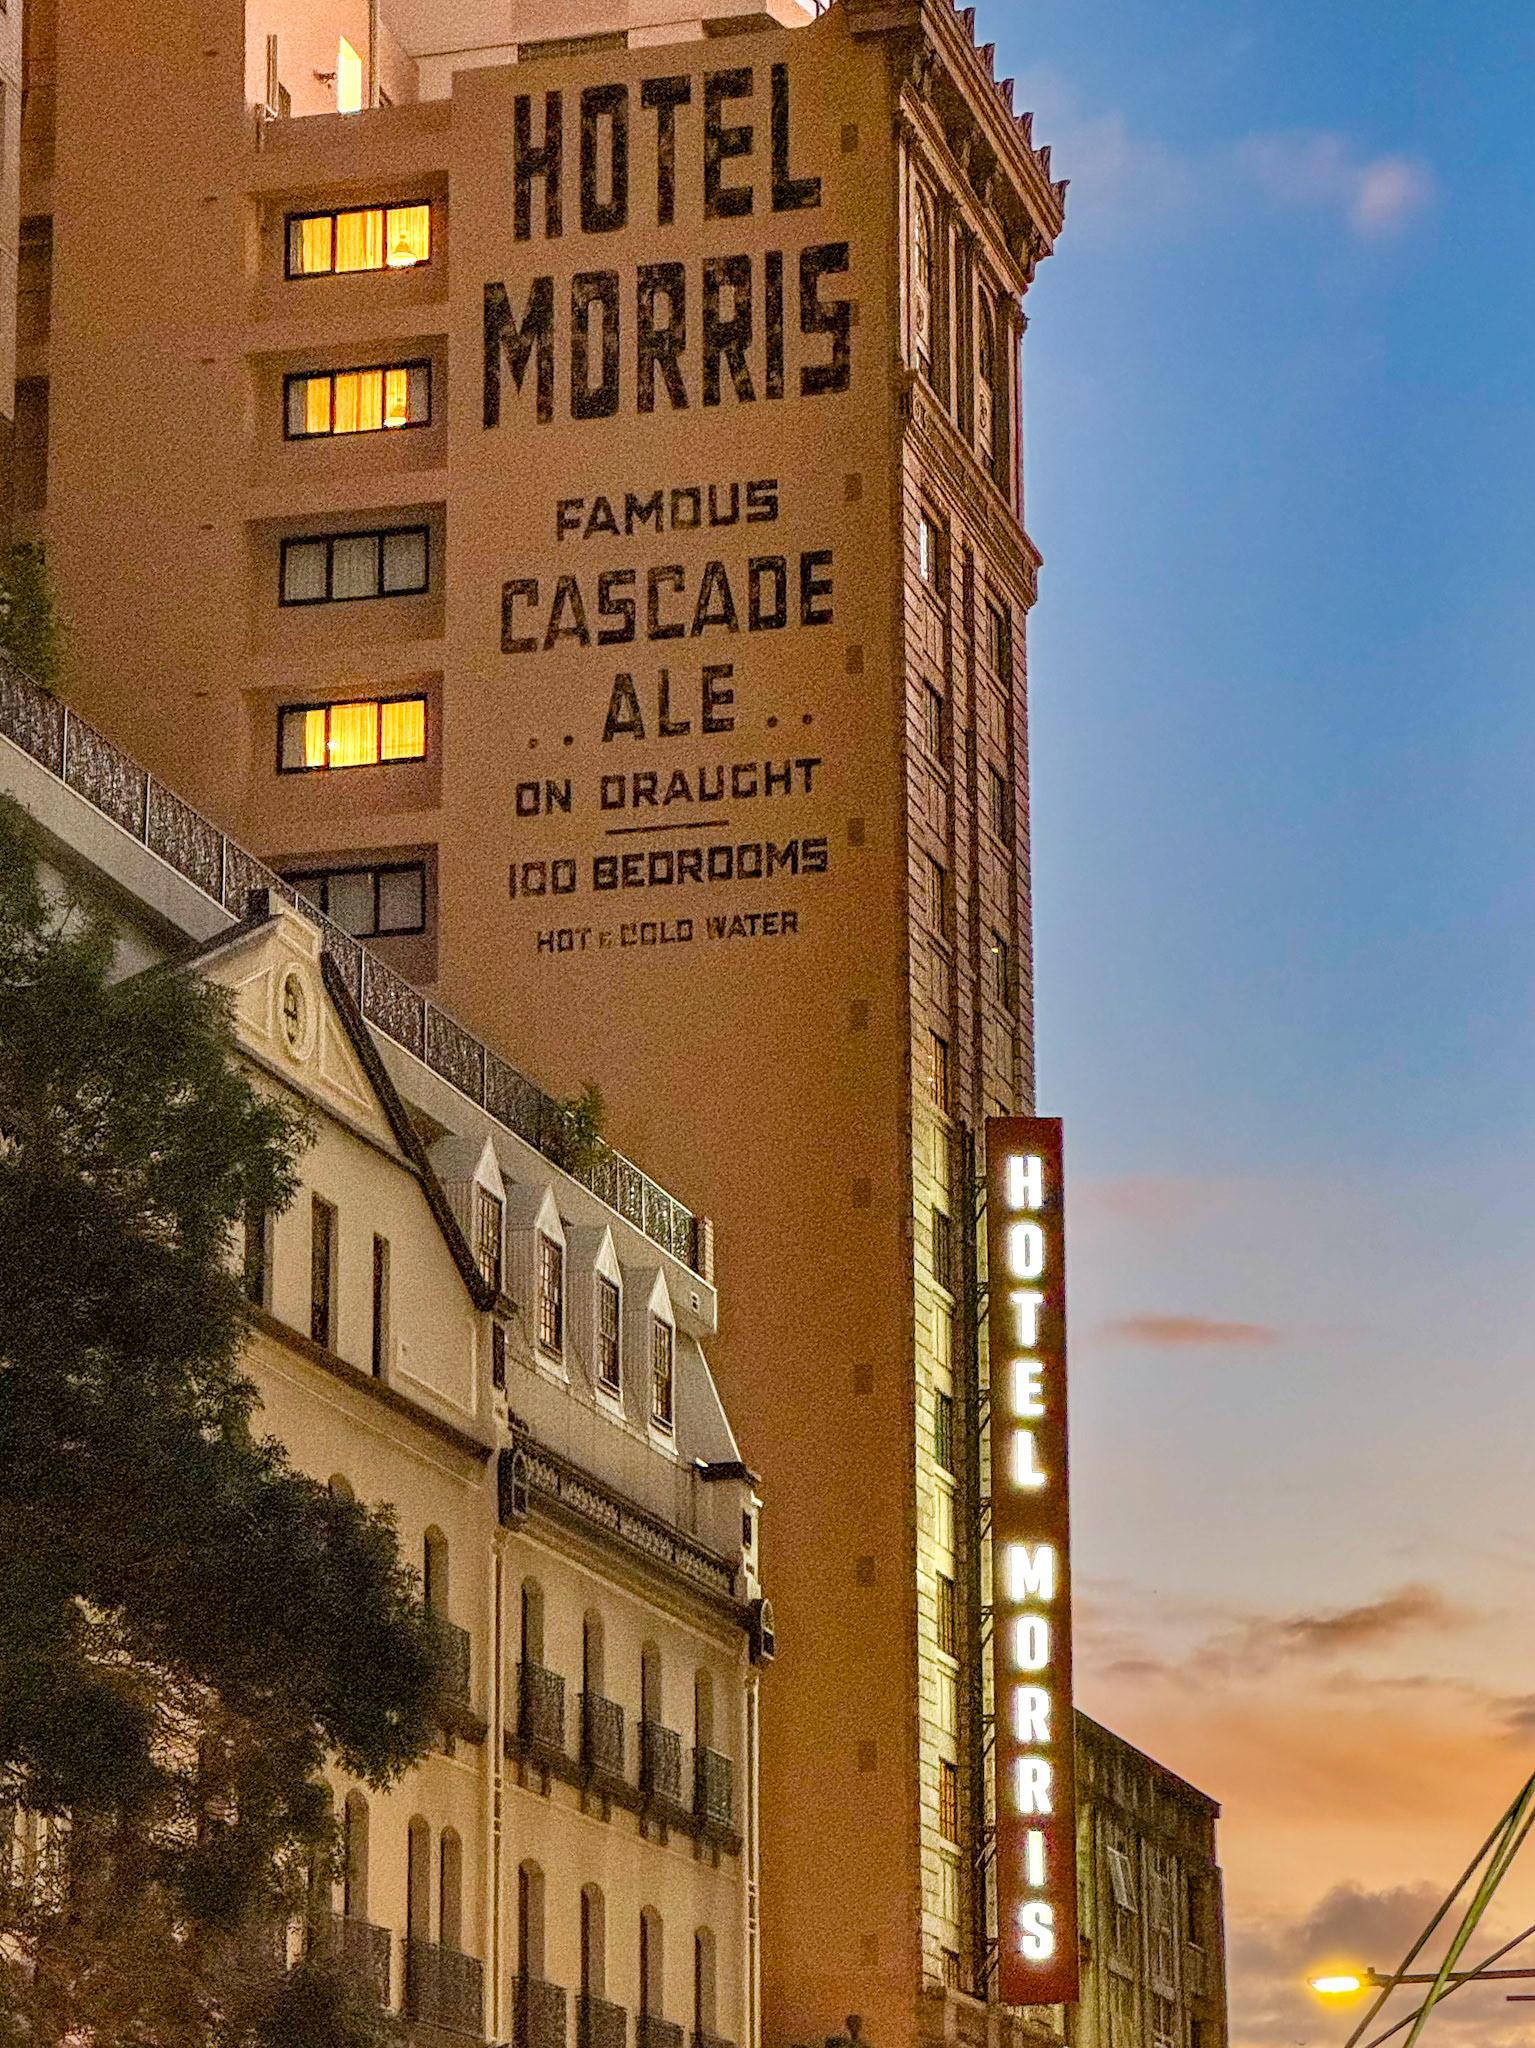 HOTEL
MORRIS
FAMOUS
CASCADE
.. ALE ..
ON DRAUGHT
100 BEDROOMS
HOT & COLD WATER
HOTEL MORRIS